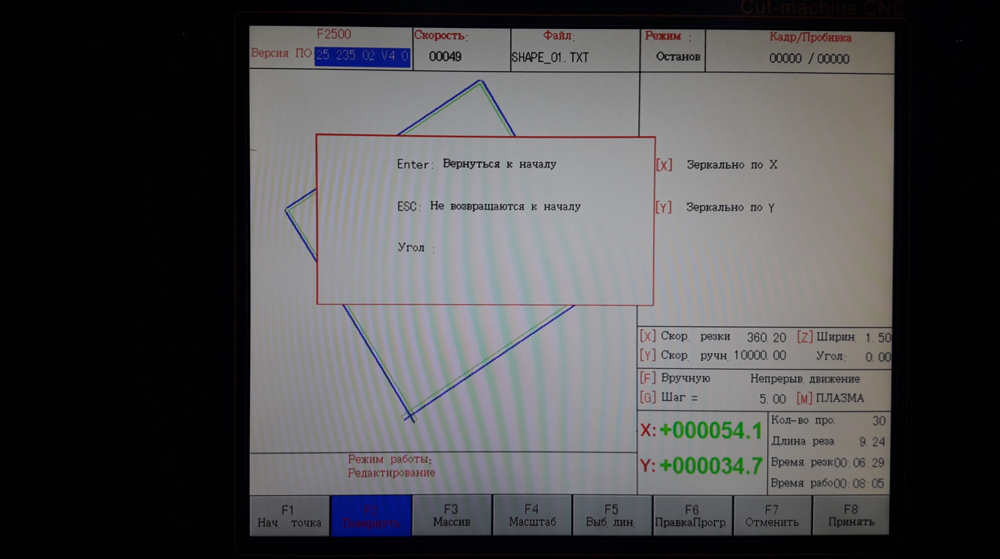 Cut-machine CNC
F2500
Версия ПО:25. 235. 02 V4. 0
Скорость:
00049
Файл:
SHAPE_01. TXT
Режим :
Останов
Кадр/Пробивка
00000 / 00000
Enter: Вернуться к началу
ESC: Не возвращаются к началу
Угол :
[X] Зеркально по X
[Y] Зеркально по Y
[X] Скор. резки 360. 20 [Z] Ширин. 1. 50
[Y] Скор. ручн. 10000. 00 Угол: 0. 00
[F] Вручную Непрерыв. движение
[G] Шаг = 5. 00 [M] ПЛАЗМА
X:+000054.1
Y:+000034.7
Кол-во про: 30
Длина реза 9. 24
Время резк00:06:29
Время рабо00:08:05
Режим работы:
Редактирование
F1
Нач. точка
F2
Повернуть
F3
Массив
F4
Масштаб
F5
Выб. лин.
F6
ПравкаПрогр
F7
Отменить
F8
Принять